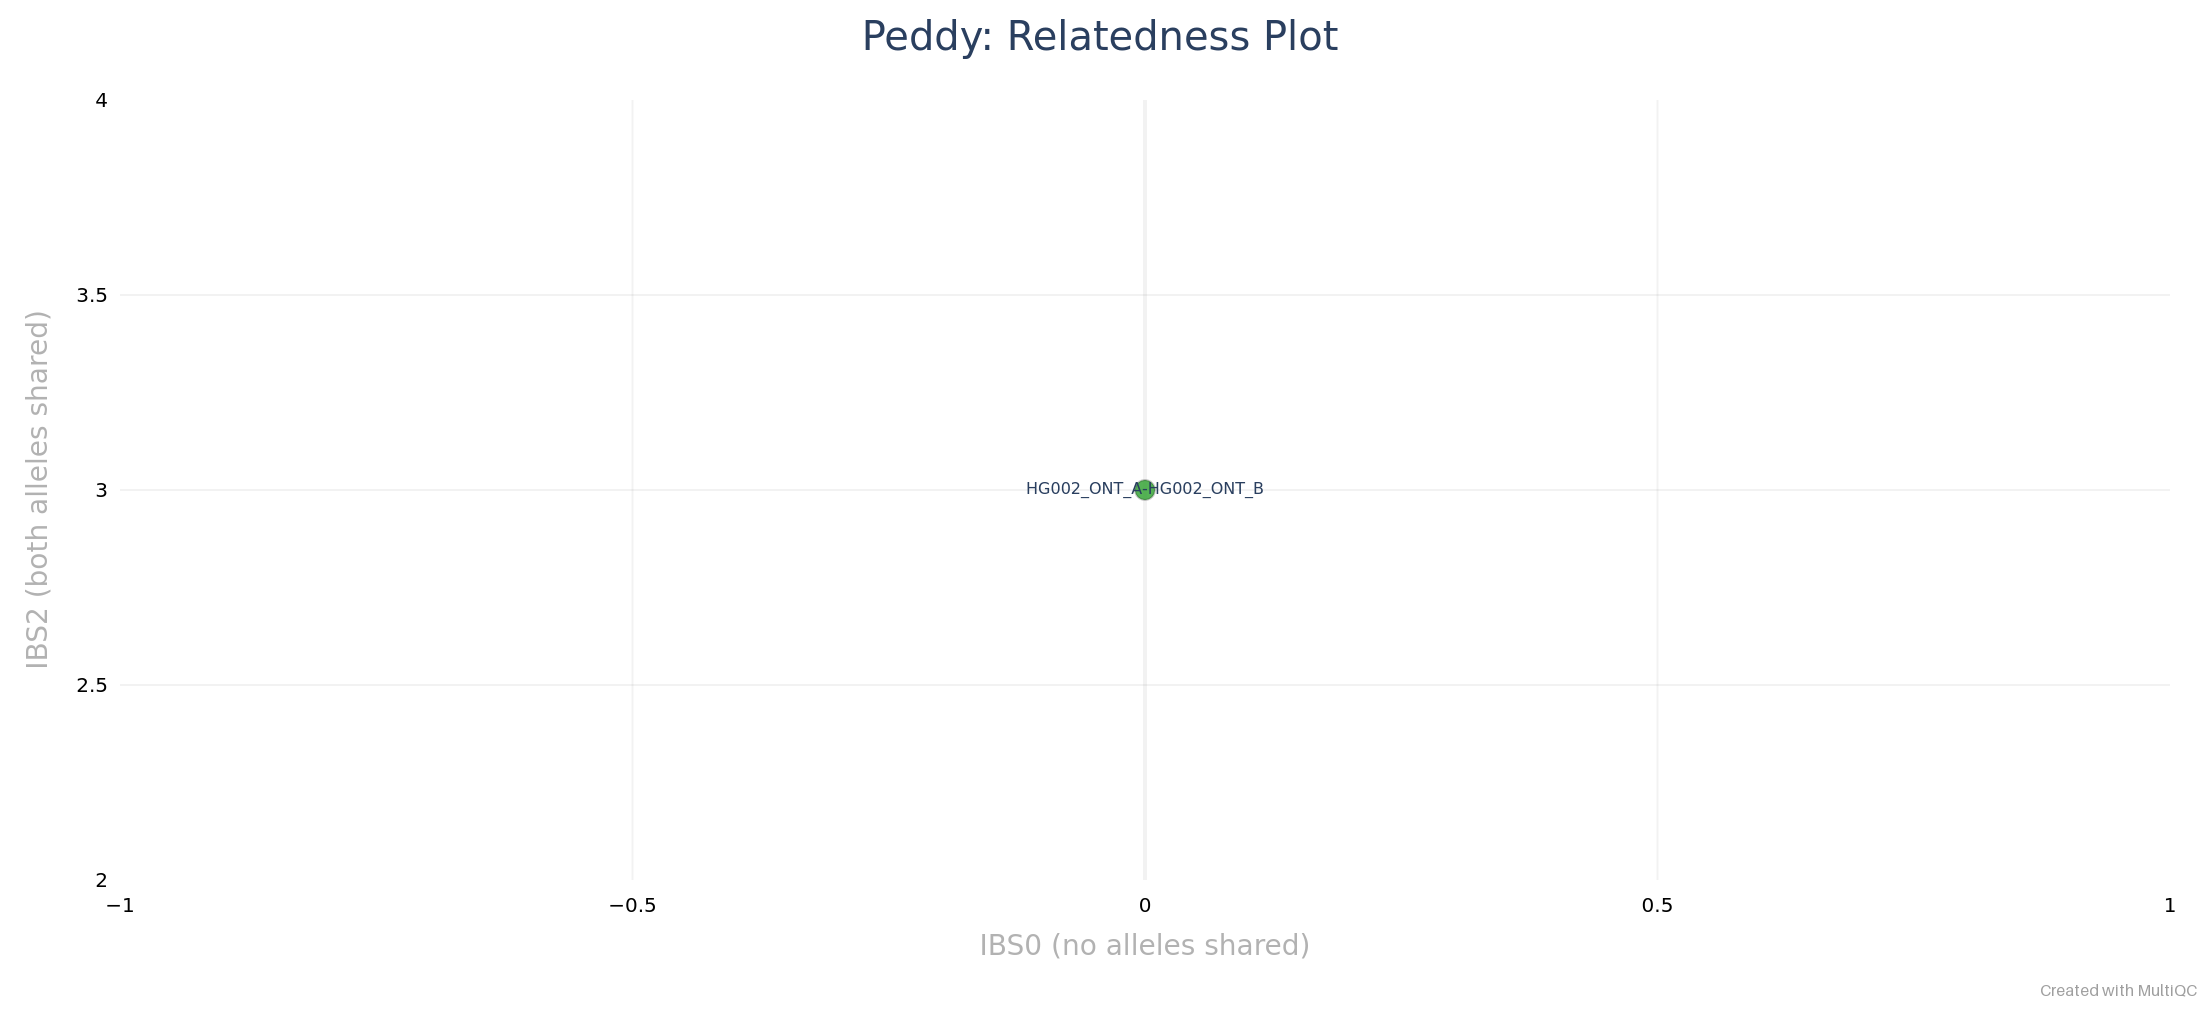 Peddy: Relatedness Plot
4
3.5
3
2.5
2
IBS2 (both alleles shared)
HG002_ONT_A-HG002_ONT_B
−1
−0.5
0
0.5
1
IBS0 (no alleles shared)
Created with MultiQC